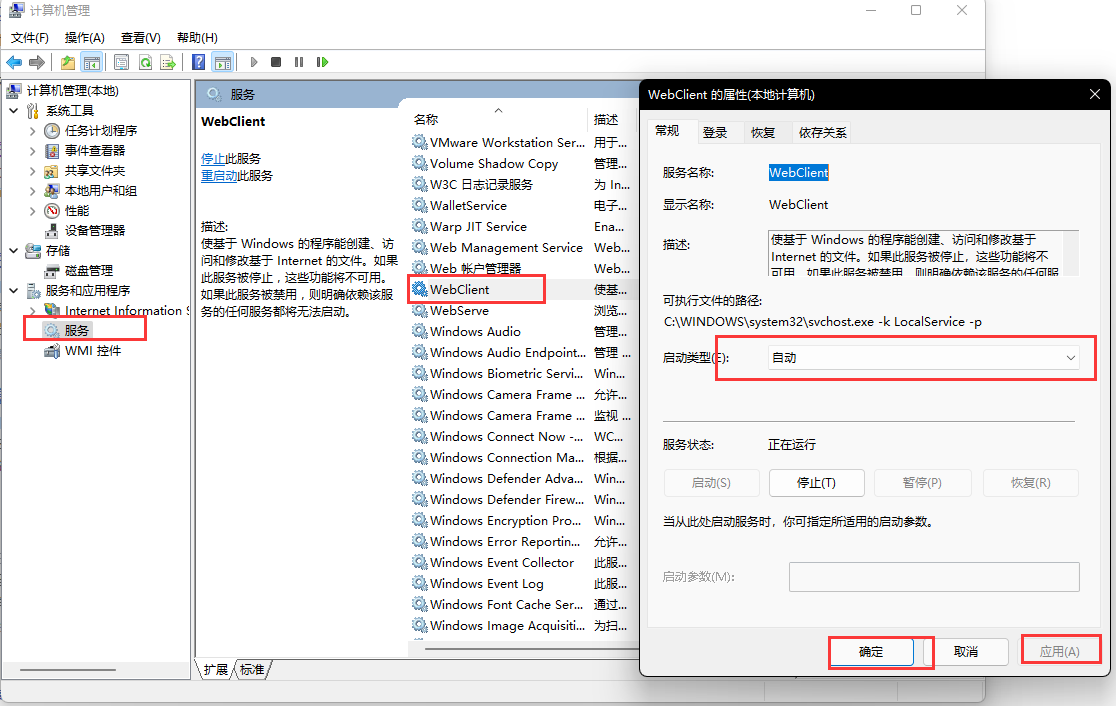 计算机管理
文件(F) 操作(A) 查看(V) 帮助(H)
计算机管理(本地)
系统工具
任务计划程序
事件查看器
共享文件夹
本地用户和组
性能
设备管理器
存储
磁盘管理
服务和应用程序
Internet Information S
服务
WMI 控件
服务
WebClient
停止此服务
重启动此服务
描述:
使基于 Windows 的程序能创建、访
问和修改基于 Internet 的文件。如果
此服务被停止，这些功能将不可用。
如果此服务被禁用，则明确依赖该服
务的任何服务都将无法启动。
名称 描述
VMware Workstation Ser... 用于...
Volume Shadow Copy 管理...
W3C 日志记录服务 为 In...
WalletService 电子...
Warp JIT Service Ena...
Web Management Service Web...
Web 帐户管理器 Web...
WebClient 使基...
WebServe 浏览...
Windows Audio 管理...
Windows Audio Endpoint... 管理 ...
Windows Biometric Servi... Win...
Windows Camera Frame ... 允许...
Windows Camera Frame ... 监视 ...
Windows Connect Now -... WC...
Windows Connection Ma... 根据...
Windows Defender Adva... Win...
Windows Defender Firew... Win...
Windows Encryption Pro... Win...
Windows Error Reportin... 允许...
Windows Event Collector 此服...
Windows Event Log 此服...
Windows Font Cache Ser... 通过...
Windows Image Acquisiti... 为扫...
扩展 标准
WebClient 的属性(本地计算机)
常规 登录 恢复 依存关系
服务名称: WebClient
显示名称: WebClient
描述: 使基于 Windows 的程序能创建、访问和修改基于
Internet 的文件。如果此服务被停止，这些功能将不
可用。如果此服务被禁用，则明确依赖该服务的任何服
可执行文件的路径:
C:\WINDOWS\system32\svchost.exe -k LocalService -p
启动类型(E): 自动
服务状态: 正在运行
启动(S) 停止(T) 暂停(P) 恢复(R)
当从此处启动服务时，你可指定所适用的启动参数。
启动参数(M):
确定 取消 应用(A)